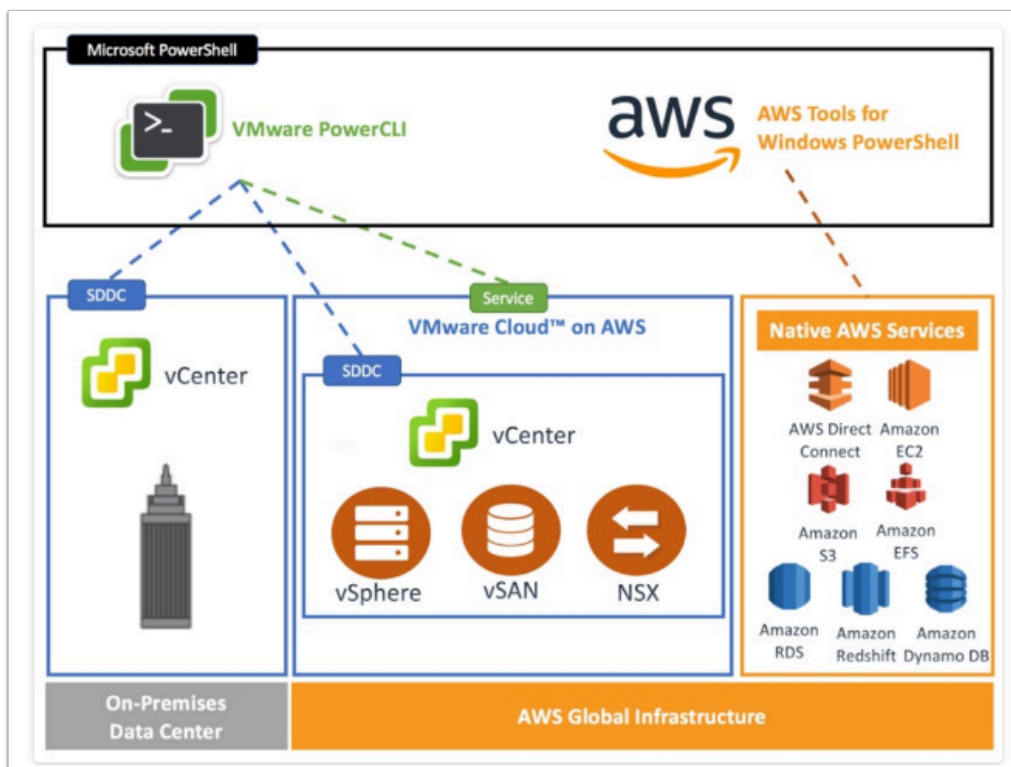 Microsoft PowerShell
>_
VMware PowerCLI
aws
AWS Tools for
Windows PowerShell
SDDC
vCenter
Service
VMware Cloud™ on AWS
SDDC
vCenter
vSphere
vSAN
NSX
Native AWS Services
AWS Direct
Connect
Amazon
EC2
Amazon
S3
Amazon
EFS
Amazon
RDS
Amazon
Redshift
Amazon
Dynamo DB
On-Premises
Data Center
AWS Global Infrastructure